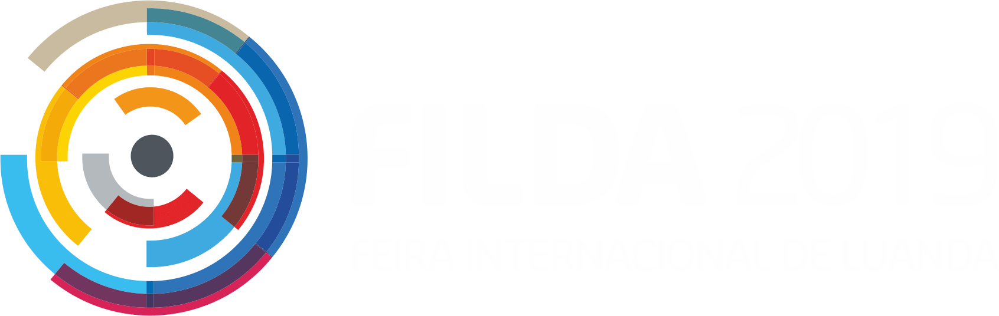 FILDA 2019
FEIRA INTERNACIONAL DE LUANDA